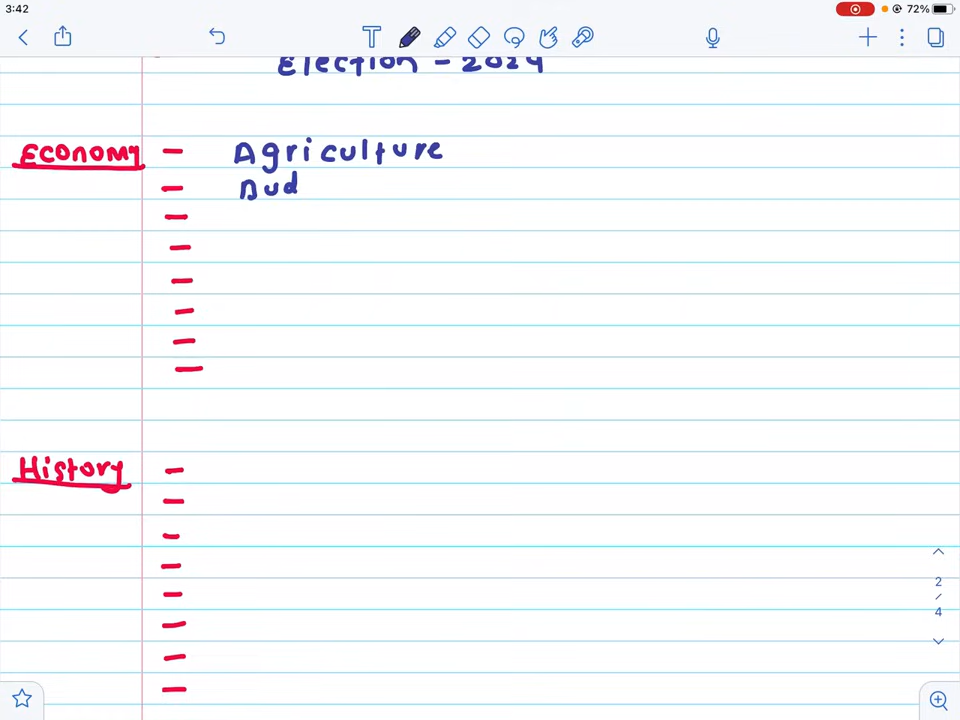 3:42 72%
Election - 2024
Economy - Agriculture
- Bud
History -
2
/
4